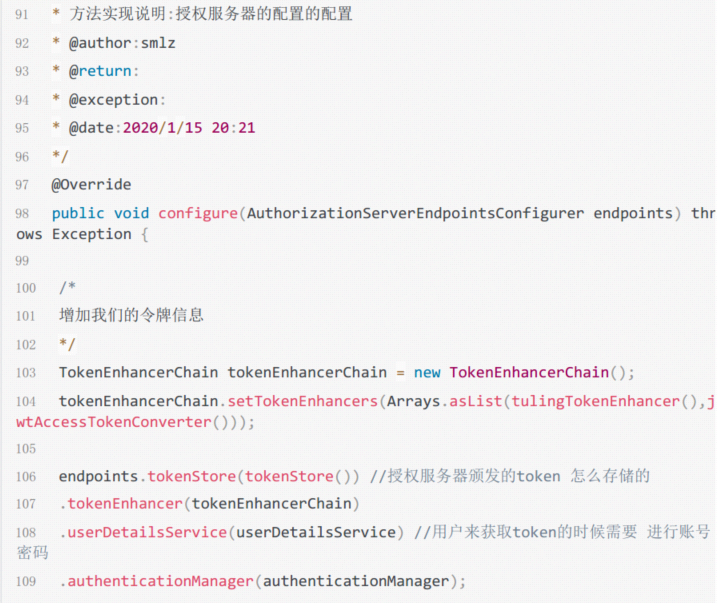 91 * 方法实现说明:授权服务器的配置的配置
92 * @author:smlz
93 * @return:
94 * @exception:
95 * @date:2020/1/15 20:21
96 */
97 @Override
98 public void configure(AuthorizationServerEndpointsConfigurer endpoints) thr
ows Exception {
99
100 /*
101 增加我们的令牌信息
102 */
103 TokenEnhancerChain tokenEnhancerChain = new TokenEnhancerChain();
104 tokenEnhancerChain.setTokenEnhancers(Arrays.asList(tulingTokenEnhancer(),j
wtAccessTokenConverter()));
105
106 endpoints.tokenStore(tokenStore()) //授权服务器颁发的token 怎么存储的
107 .tokenEnhancer(tokenEnhancerChain)
108 .userDetailsService(userDetailsService) //用户来获取token的时候需要 进行账号
密码
109 .authenticationManager(authenticationManager);